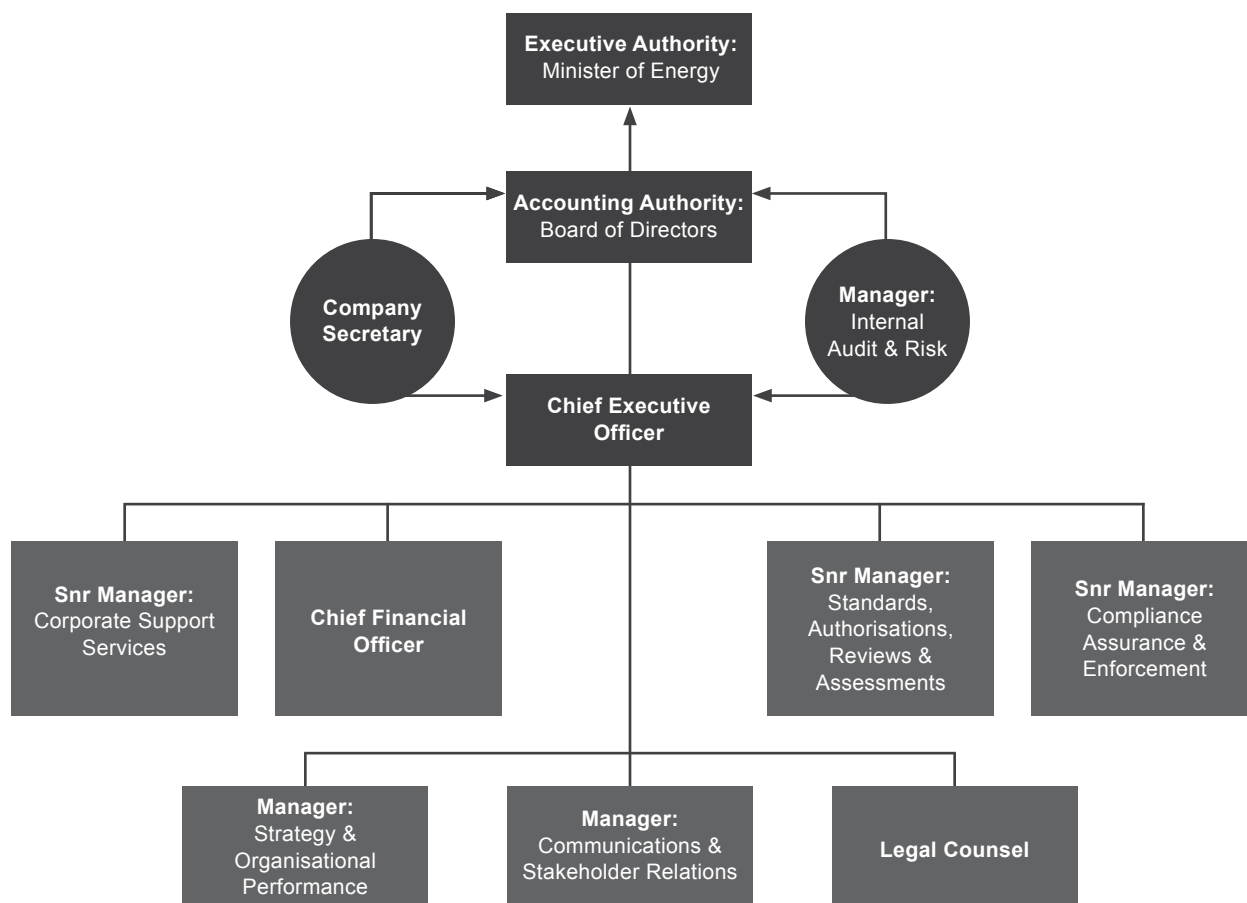 Executive Authority:
Minister of Energy
Accounting Authority:
Board of Directors
Company
Secretary
Manager:
Internal
Audit & Risk
Chief Executive
Officer
Snr Manager:
Corporate Support
Services
Chief Financial
Officer
Snr Manager:
Standards,
Authorisations,
Reviews &
Assessments
Snr Manager:
Compliance
Assurance &
Enforcement
Manager:
Strategy &
Organisational
Performance
Manager:
Communications &
Stakeholder Relations
Legal Counsel